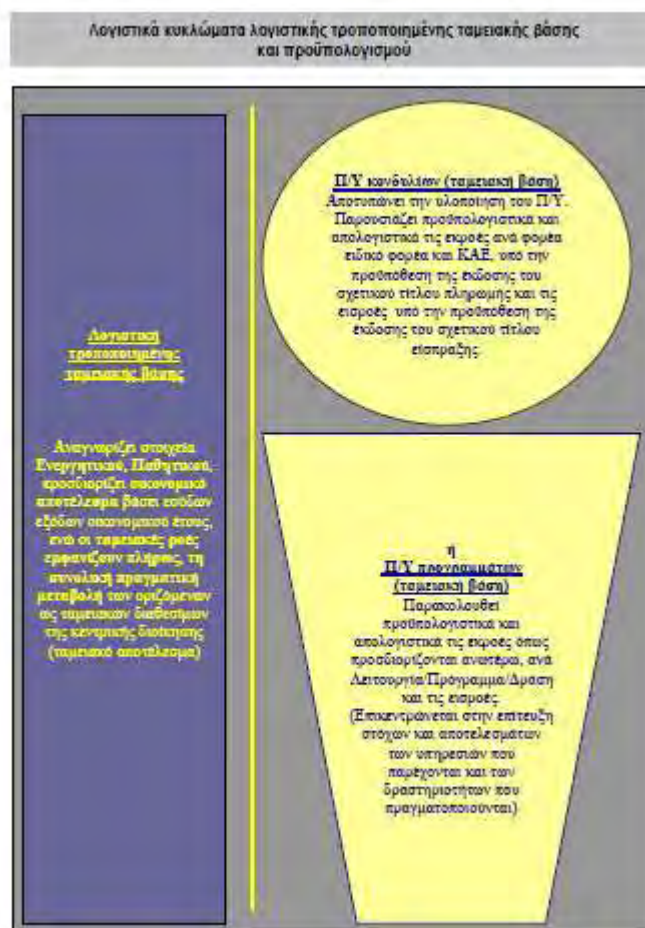 Λογιστικά κυκλώματα λογιστικής τροποποιημένης ταμειακής βάσης
και προϋπολογισμού
Λογιστική
τροποποιημένης
ταμειακής βάσης
Αναγνωρίζει στοιχεία
Ενεργητικού, Παθητικού,
προσδιορίζει οικονομικό
αποτέλεσμα βάσει εσόδων
εξόδων οικονομικού έτους,
ενώ οι ταμειακές ροές
εμφανίζουν πλήρως, τη
συνολική πραγματική
μεταβολή των οριζόμενων
ως ταμειακών διαθεσίμων
της κεντρικής διοίκησης
(ταμειακό αποτέλεσμα)
Π/Υ κονδυλίων (ταμειακή βάση)
Αποτυπώνει την υλοποίηση του Π/Υ.
Παρουσιάζει προϋπολογιστικά και
απολογιστικά τις εκροές ανά φορέα
ειδικό φορέα και ΚΑΕ, υπό την
προϋπόθεση της έκδοσης του
σχετικού τίτλου πληρωμής και τις
εισροές υπό την προϋπόθεση της
έκδοσης του σχετικού τίτλου
είσπραξης.
ή
Π/Υ προγραμμάτων
(ταμειακή βάση)
Παρακολουθεί
προϋπολογιστικά και
απολογιστικά τις εκροές όπως
προσδιορίζονται ανωτέρω, ανά
Λειτουργία/Πρόγραμμα/Δράση
και τις εισροές.
(Επικεντρώνεται στην επίτευξη
στόχων και αποτελεσμάτων
των υπηρεσιών που
παρέχονται και των
δραστηριοτήτων που
πραγματοποιούνται)